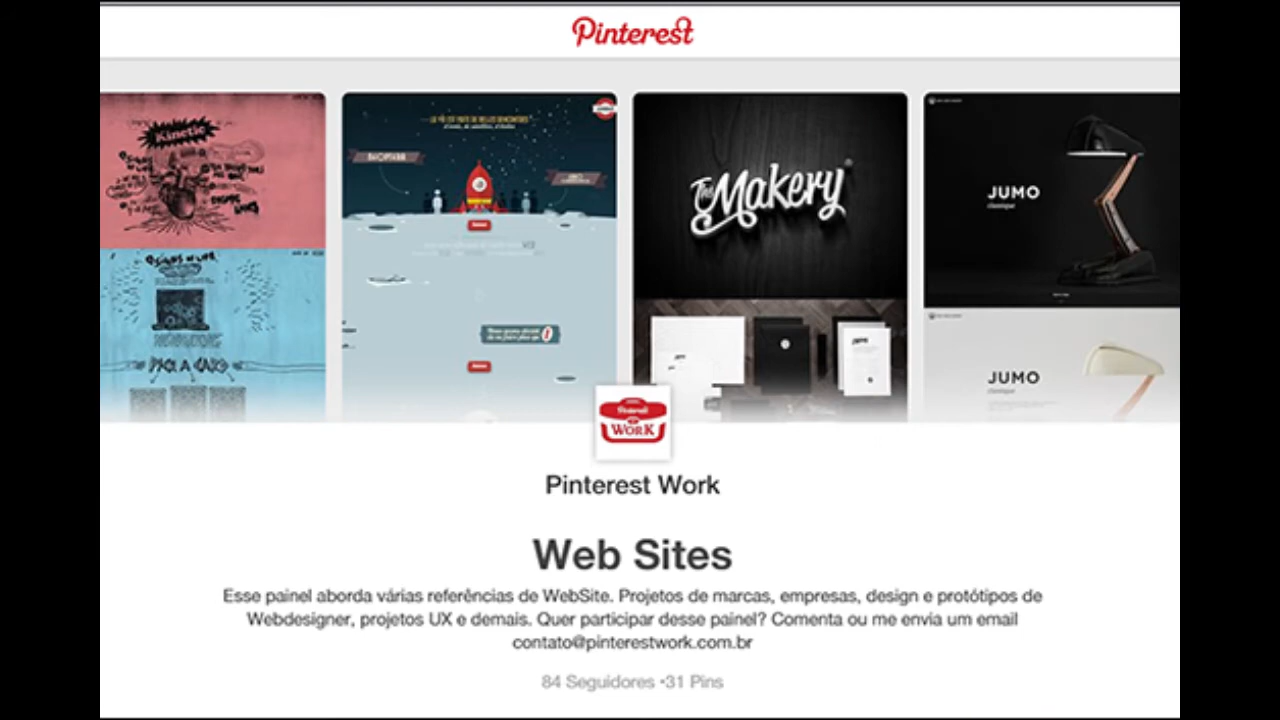 Pinterest
Kinetic
The Makery
JUMO
classique
JUMO
classique
Pinterest
WORK
Pinterest Work
Web Sites
Esse painel aborda várias referências de WebSite. Projetos de marcas, empresas, design e protótipos de
Webdesigner, projetos UX e demais. Quer participar desse painel? Comenta ou me envia um email
contato@pinterestwork.com.br
84 Seguidores •31 Pins